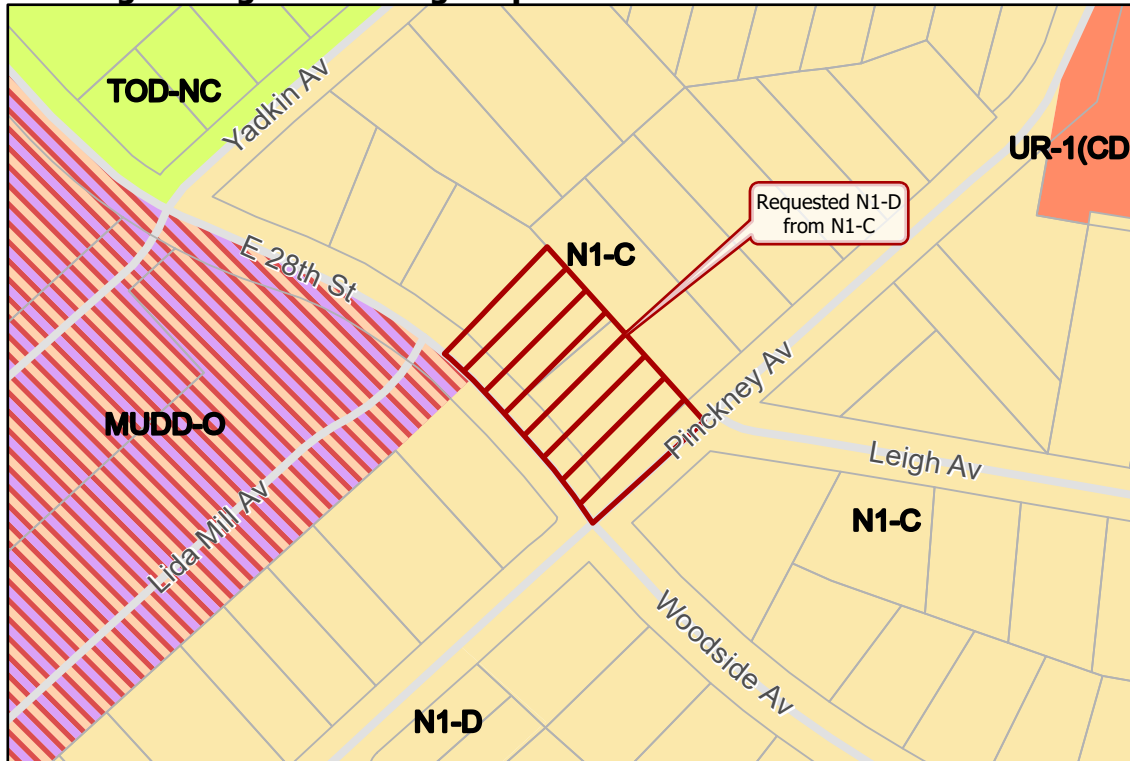 TOD-NC
Yadkin Av
UR-1(CD
Requested N1-D
from N1-C
N1-C
E 28th St
MUDD-O
Pinckney Av
Leigh Av
N1-C
Lida Mill Av
Woodside Av
N1-D